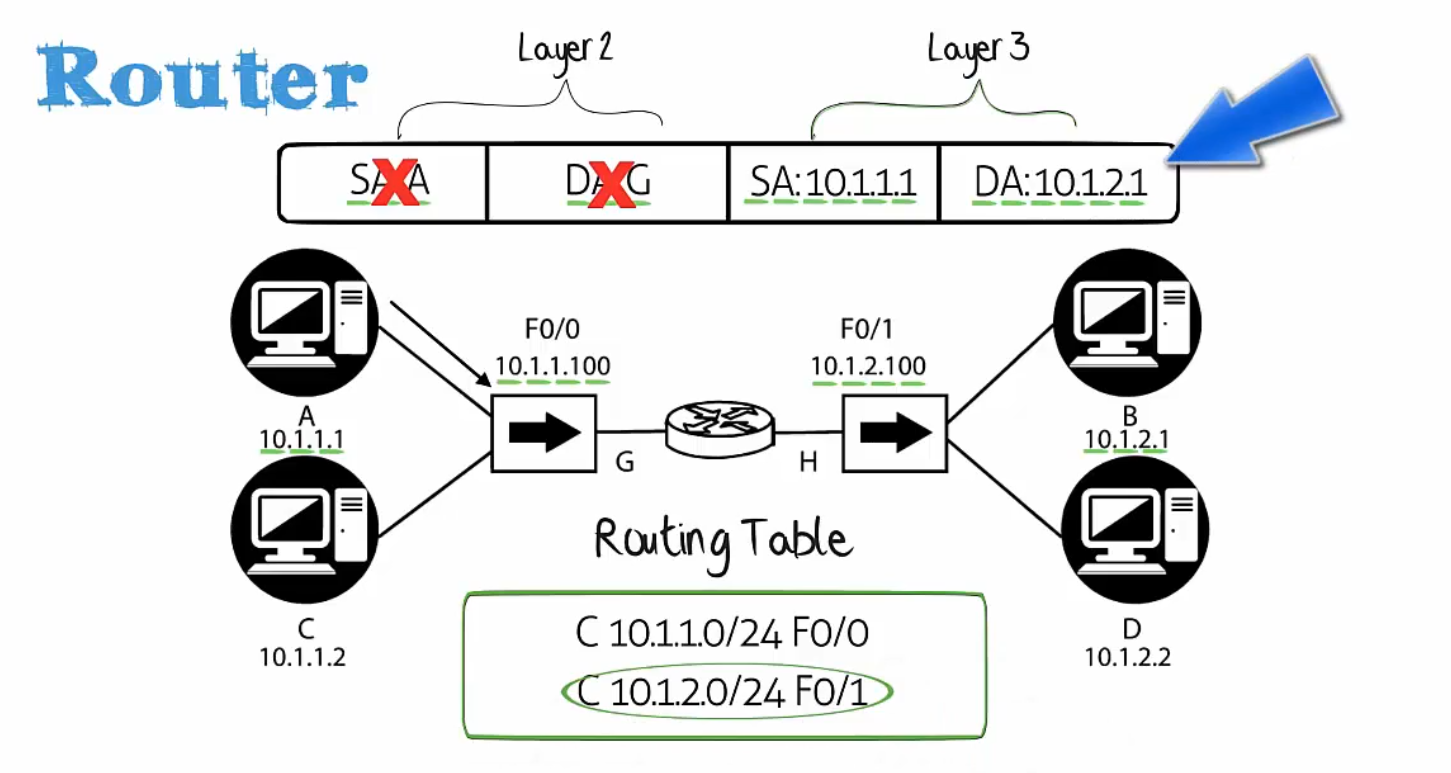 Router
Layer 2
Layer 3
SA:10.1.1.1
DA:10.1.2.1
F0/0
10.1.1.100
F0/1
10.1.2.100
A
10.1.1.1
B
10.1.2.1
G
H
Routing Table
C 10.1.1.0/24 F0/0
C 10.1.2.0/24 F0/1
C
10.1.1.2
D
10.1.2.2